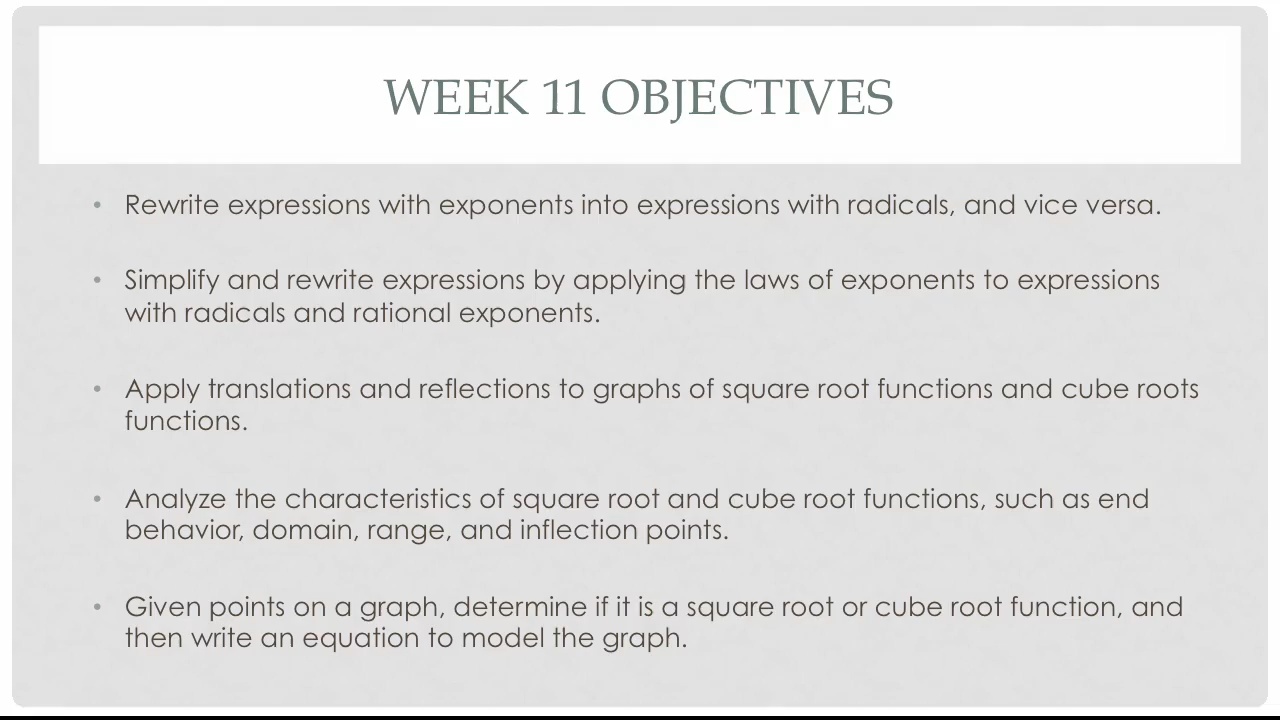 WEEK 11 OBJECTIVES
• Rewrite expressions with exponents into expressions with radicals, and vice versa.
• Simplify and rewrite expressions by applying the laws of exponents to expressions
with radicals and rational exponents.
• Apply translations and reflections to graphs of square root functions and cube roots
functions.
• Analyze the characteristics of square root and cube root functions, such as end
behavior, domain, range, and inflection points.
• Given points on a graph, determine if it is a square root or cube root function, and
then write an equation to model the graph.